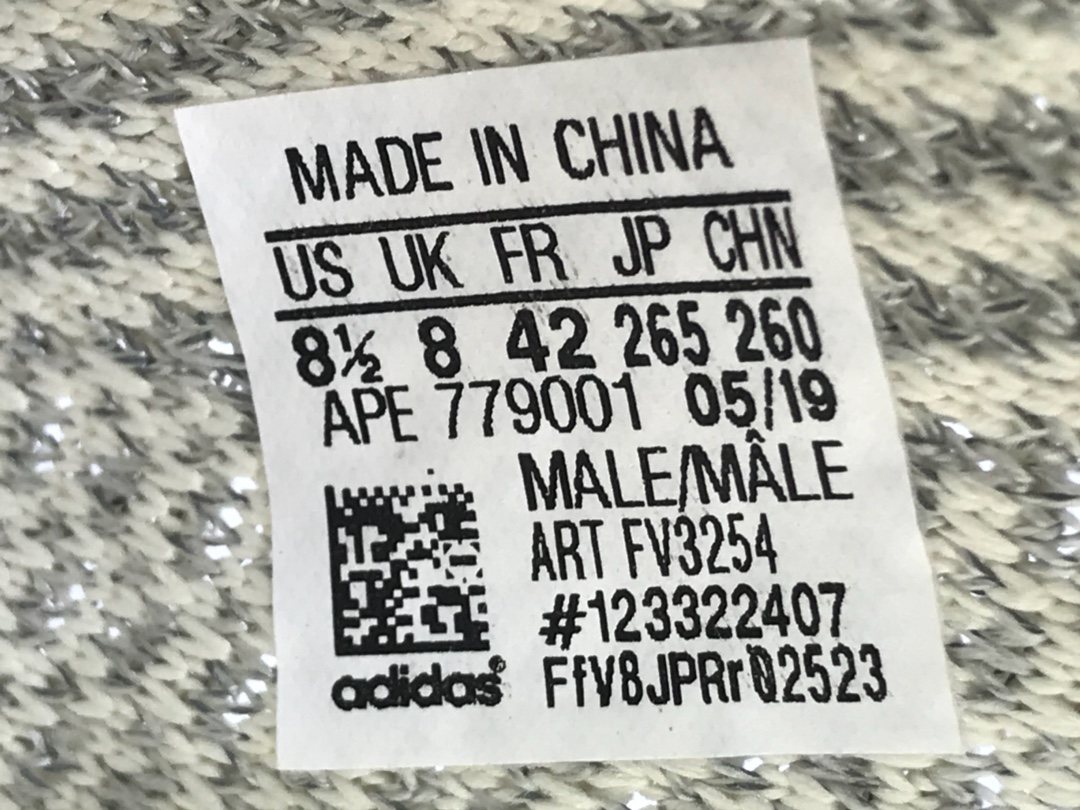 MADE IN CHINA
US UK FR JP CHN
8½ 8 42 265 260
APE 779001 05/19
MALE/MÂLE
ART FV3254
#123322407
FfV8JPRr02523
adidas®